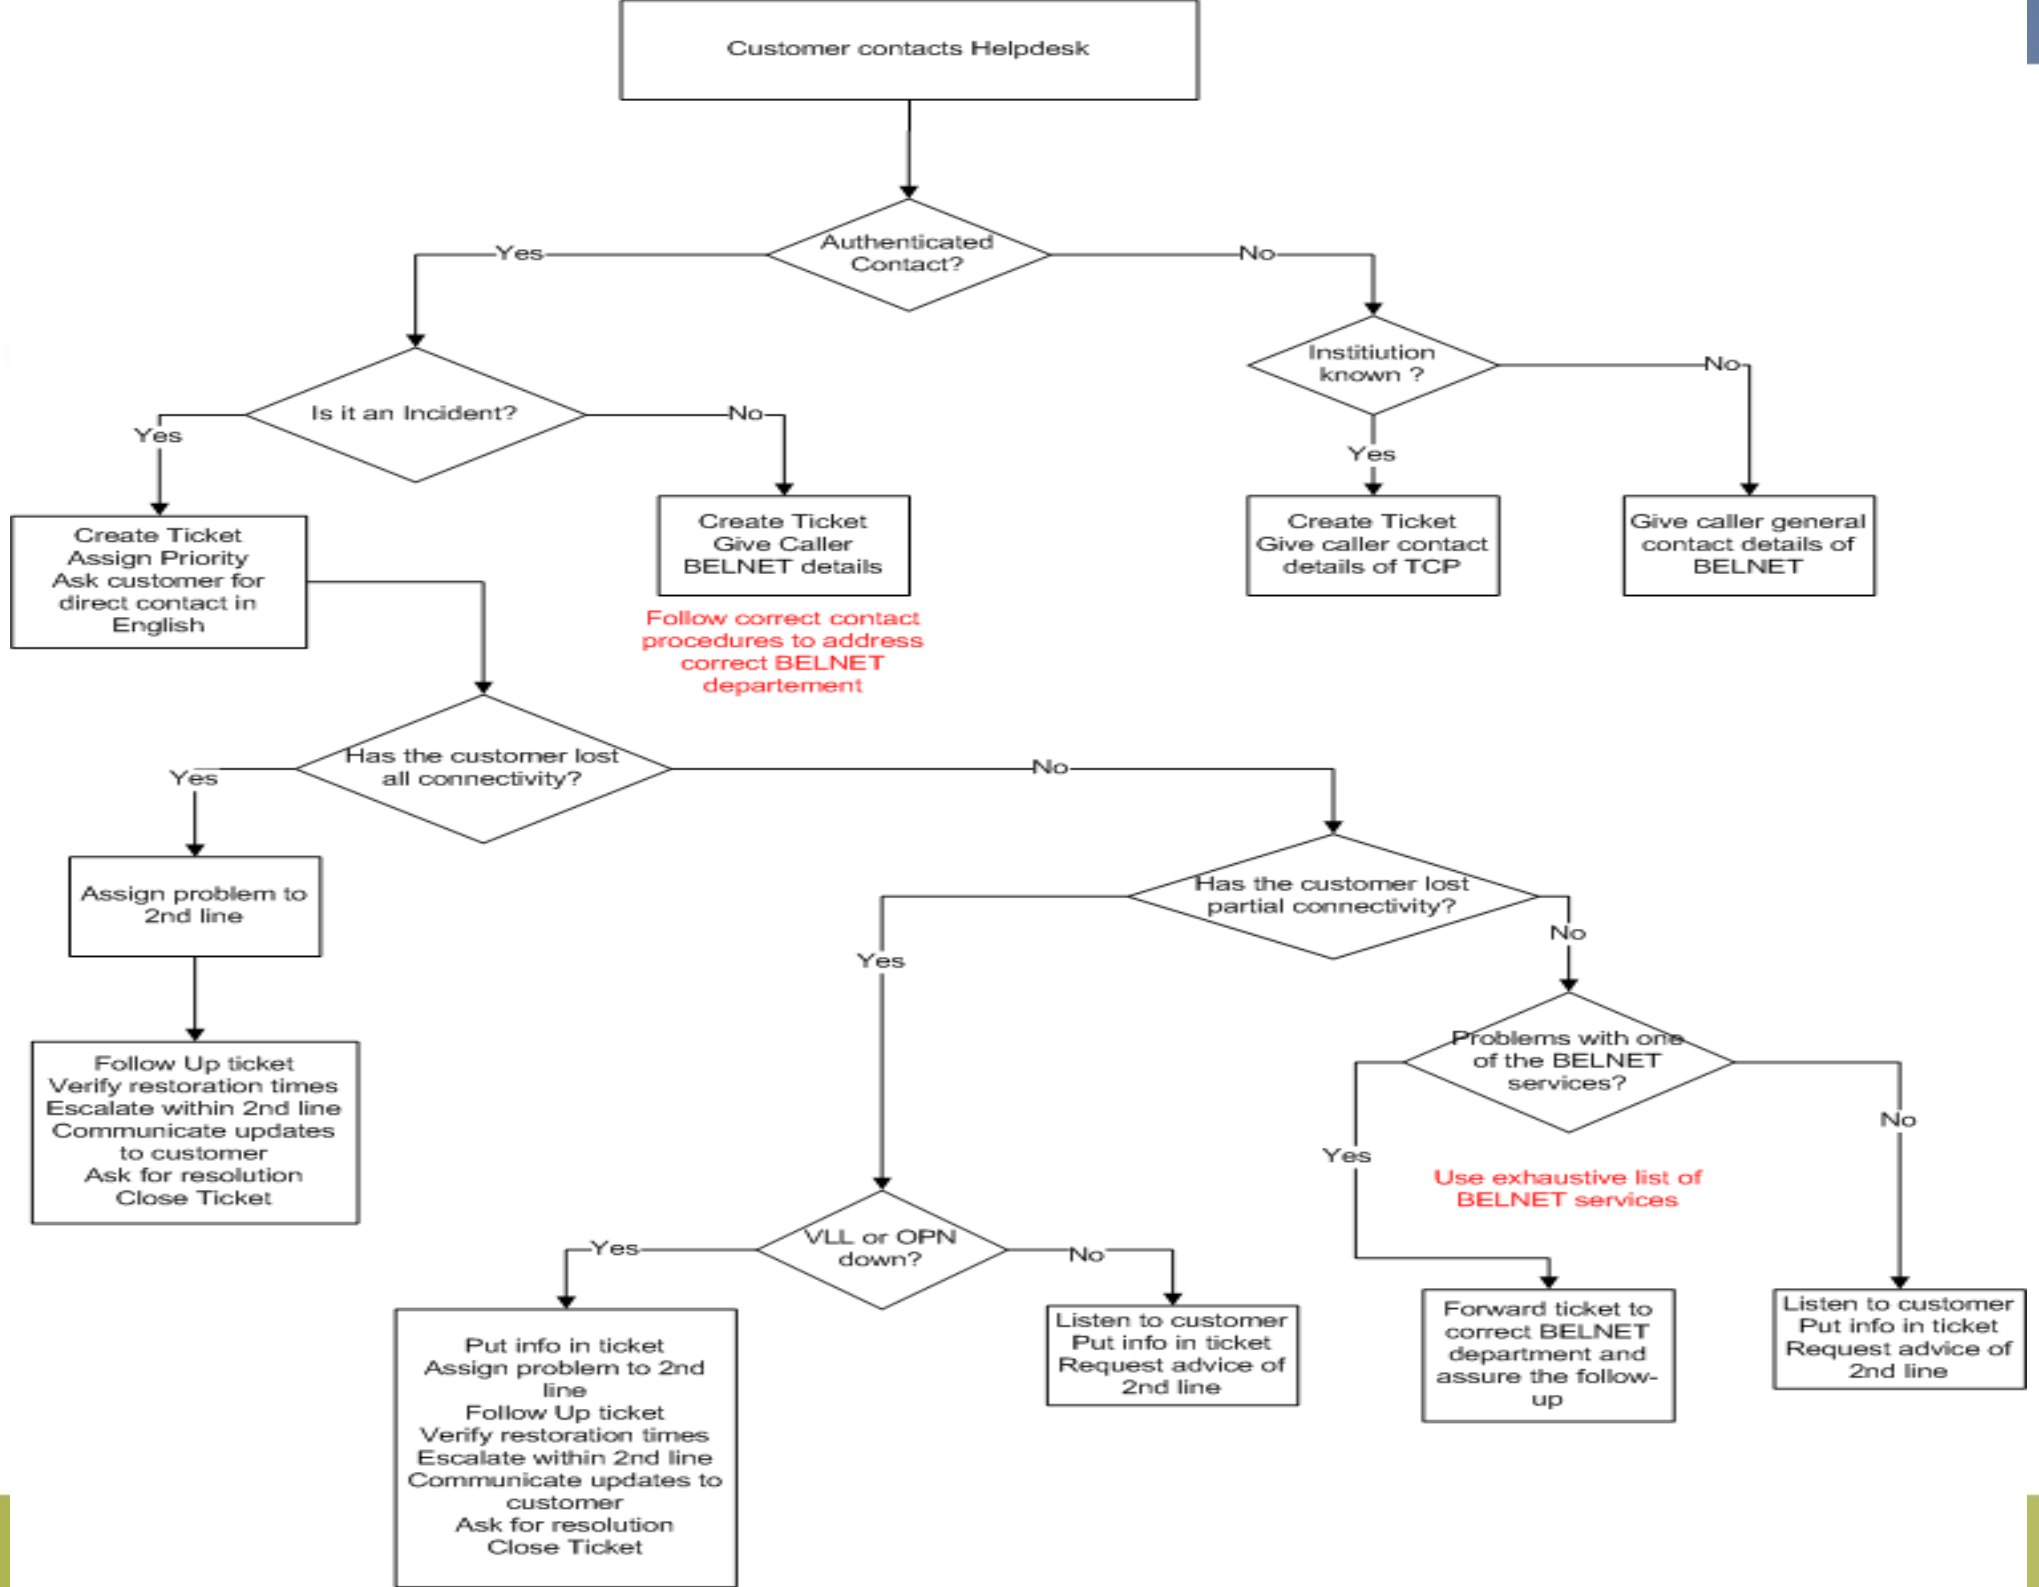 Customer contacts Helpdesk
Authenticated
Contact?
Yes
No
Institiution
known ?
No
Yes
Is it an Incident?
Yes
No
Create Ticket
Assign Priority
Ask customer for
direct contact in
English
Create Ticket
Give Caller
BELNET details
Follow correct contact
procedures to address
correct BELNET
departement
Create Ticket
Give caller contact
details of TCP
Give caller general
contact details of
BELNET
Has the customer lost
all connectivity?
Yes
No
Assign problem to
2nd line
Follow Up ticket
Verify restoration times
Escalate within 2nd line
Communicate updates
to customer
Ask for resolution
Close Ticket
Has the customer lost
partial connectivity?
Yes
No
Problems with one
of the BELNET
services?
Yes
No
Use exhaustive list of
BELNET services
VLL or OPN
down?
Yes
No
Put info in ticket
Assign problem to 2nd
line
Follow Up ticket
Verify restoration times
Escalate within 2nd line
Communicate updates to
customer
Ask for resolution
Close Ticket
Listen to customer
Put info in ticket
Request advice of
2nd line
Forward ticket to
correct BELNET
department and
assure the follow-
up
Listen to customer
Put info in ticket
Request advice of
2nd line